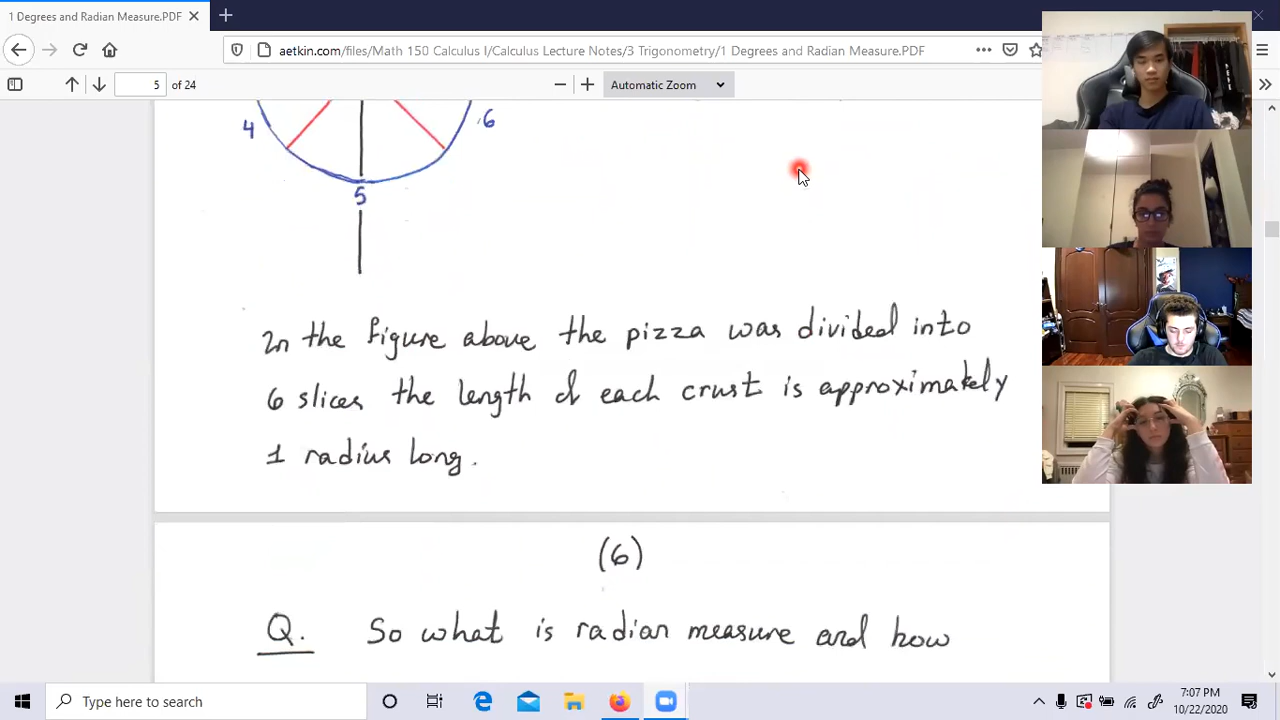 1 Degrees and Radian Measure.PDF
aetkin.com/files/Math 150 Calculus I/Calculus Lecture Notes/3 Trigonometry/1 Degrees and Radian Measure.PDF
5 of 24
Automatic Zoom
4
6
5
In the figure above the pizza was divided into
6 slices the length of each crust is approximately
1 radius long.
(6)
Q. So what is radian measure and how
Type here to search
7:07 PM
10/22/2020